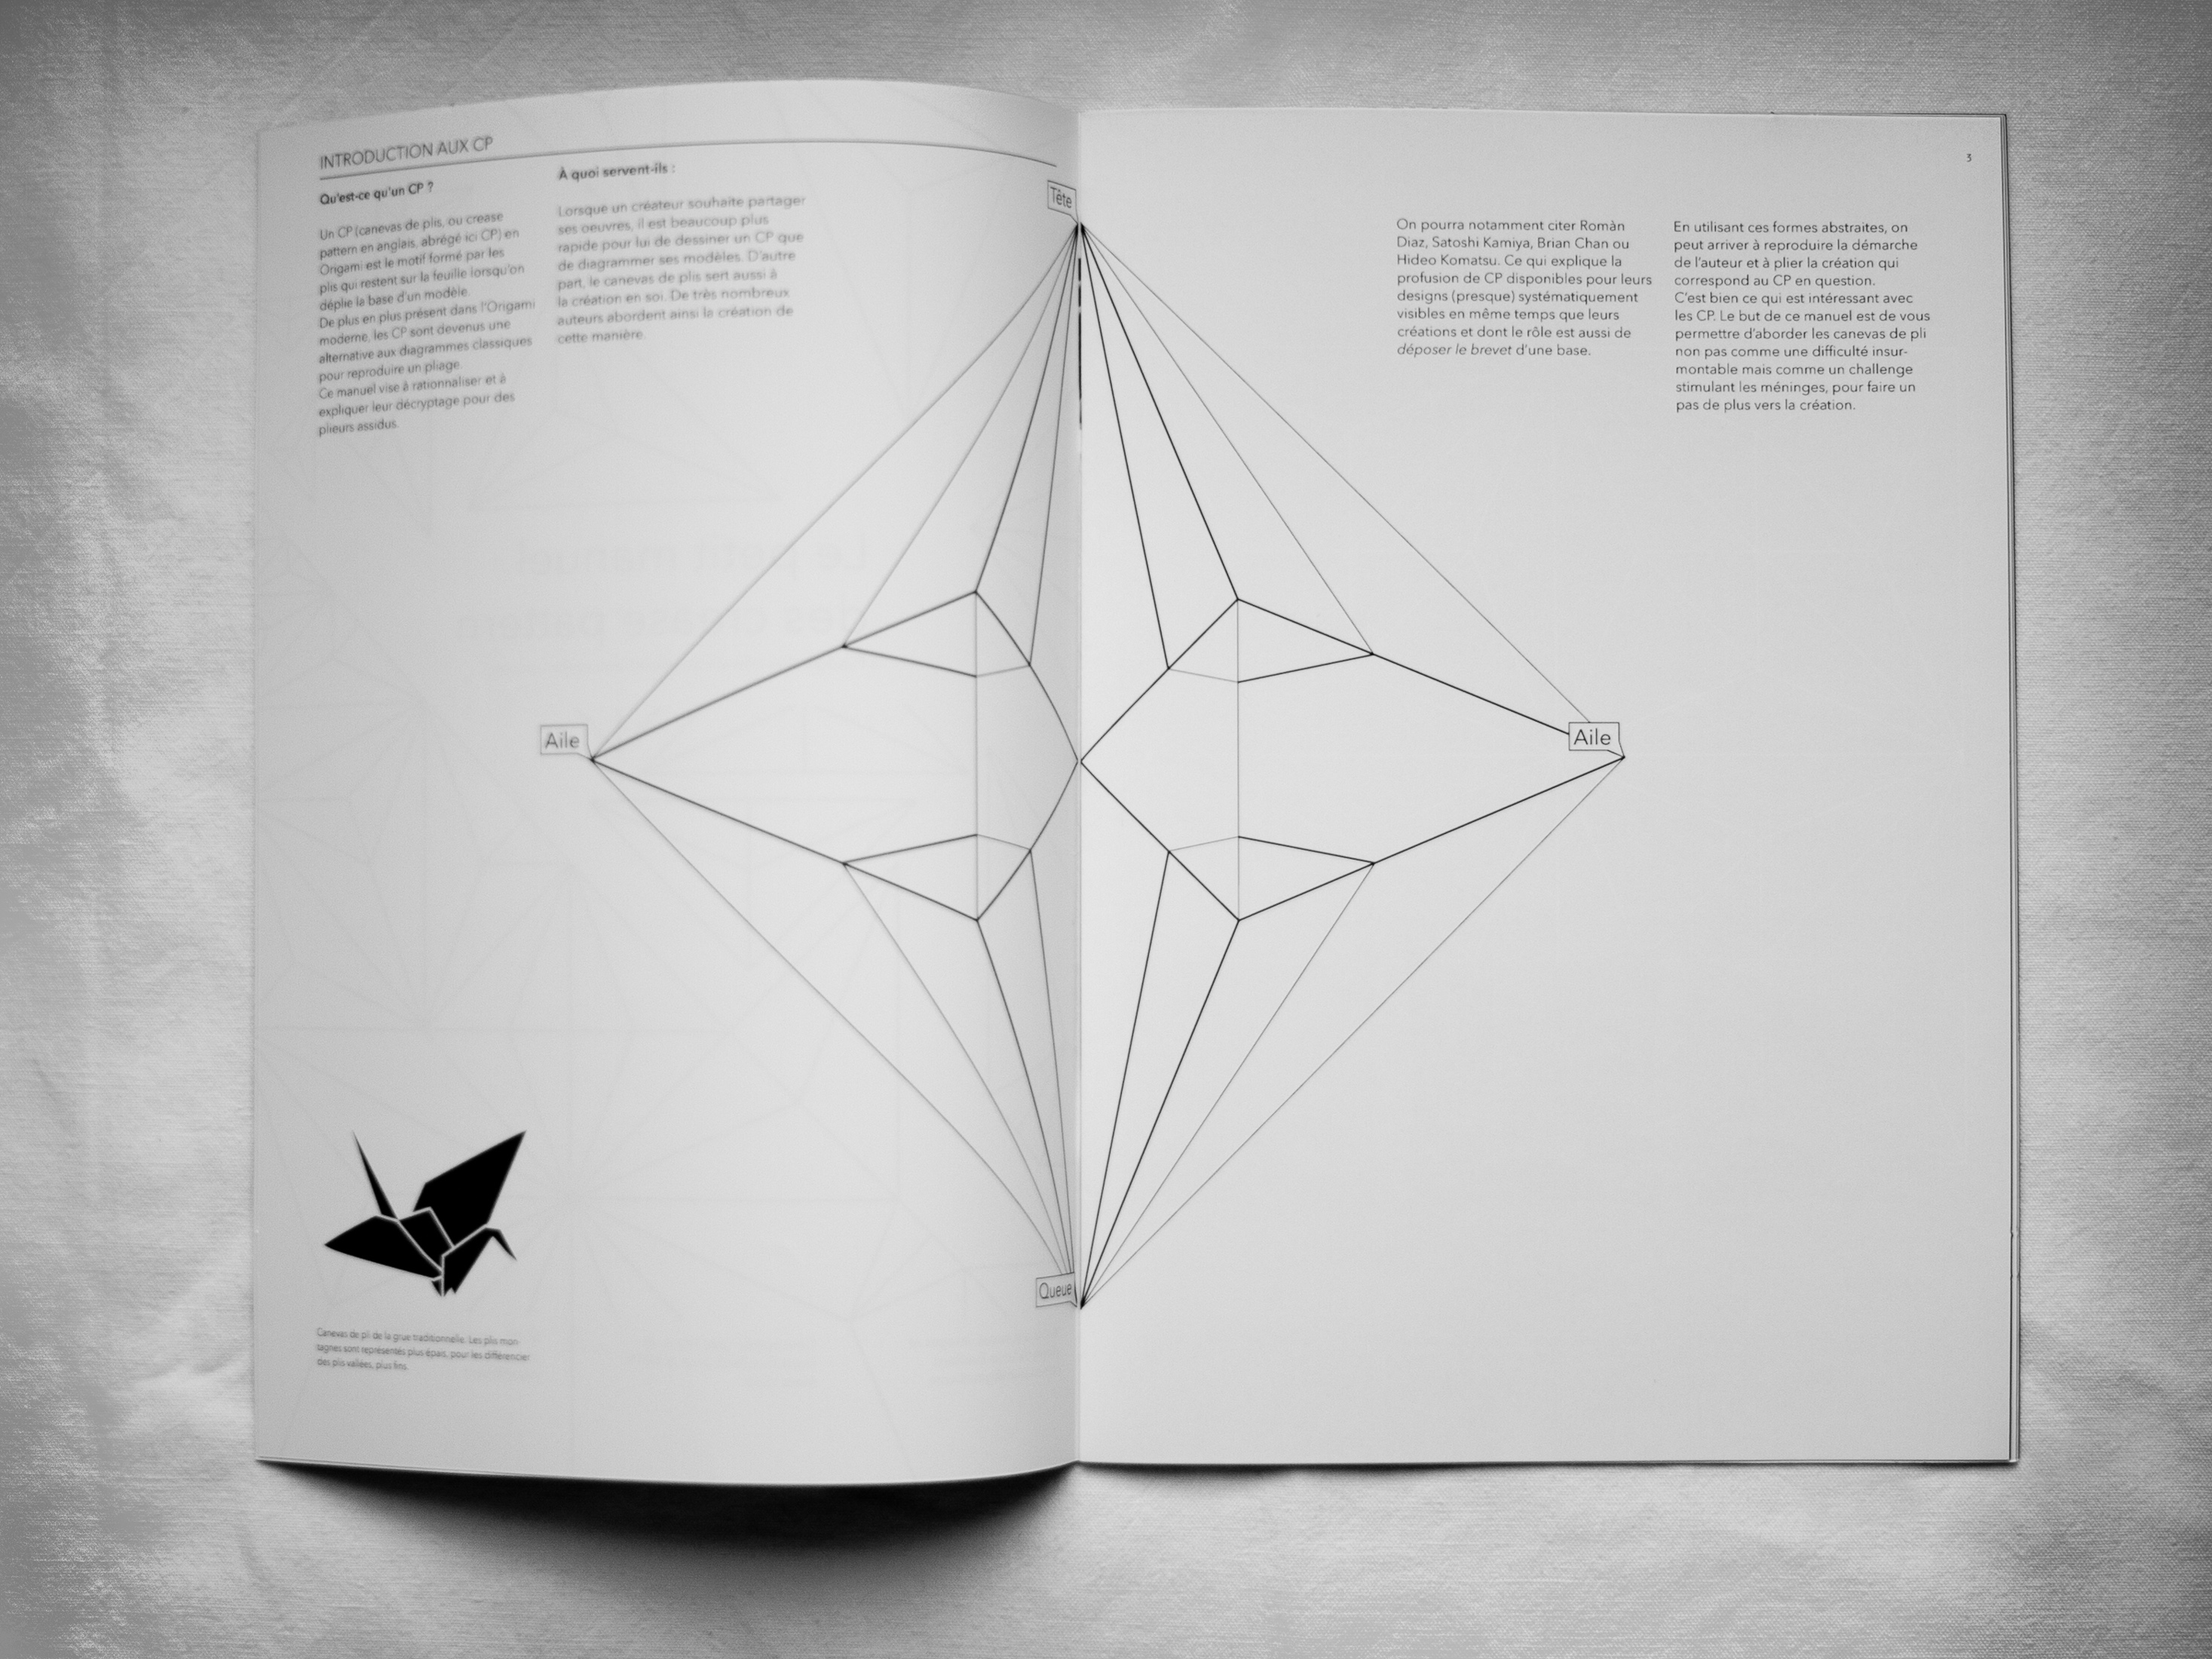 INTRODUCTION AUX CP
Qu'est-ce qu'un CP ?
Un CP (canevas de plis, ou crease
pattern en anglais, abrégé ici CP) en
Origami est le motif formé par les
plis qui restent sur la feuille lorsqu'on
déplie la base d'un modèle.
De plus en plus présent dans l'Origami
moderne, les CP sont devenus une
alternative aux diagrammes classiques
pour reproduire un pliage.
Ce manuel vise à rationnaliser et à
expliquer leur décryptage pour des
plieurs assidus.
À quoi servent-ils :
Lorsque un créateur souhaite partager
ses oeuvres, il est beaucoup plus
rapide pour lui de dessiner un CP que
de diagrammer ses modèles. D'autre
part, le canevas de plis sert aussi à
la création en soi. De très nombreux
auteurs abordent ainsi la création de
cette manière.
Tête
Aile
Aile
Queue
Canevas de pli de la grue traditionnelle. Les plis mon-
tagnes sont représentés plus épais, pour les différencier
des plis vallées, plus fins.
3
On pourra notamment citer Romàn
Diaz, Satoshi Kamiya, Brian Chan ou
Hideo Komatsu. Ce qui explique la
profusion de CP disponibles pour leurs
designs (presque) systématiquement
visibles en même temps que leurs
créations et dont le rôle est aussi de
déposer le brevet d'une base.
En utilisant ces formes abstraites, on
peut arriver à reproduire la démarche
de l'auteur et à plier la création qui
correspond au CP en question.
C'est bien ce qui est intéressant avec
les CP. Le but de ce manuel est de vous
permettre d'aborder les canevas de pli
non pas comme une difficulté insur-
montable mais comme un challenge
stimulant les méninges, pour faire un
pas de plus vers la création.